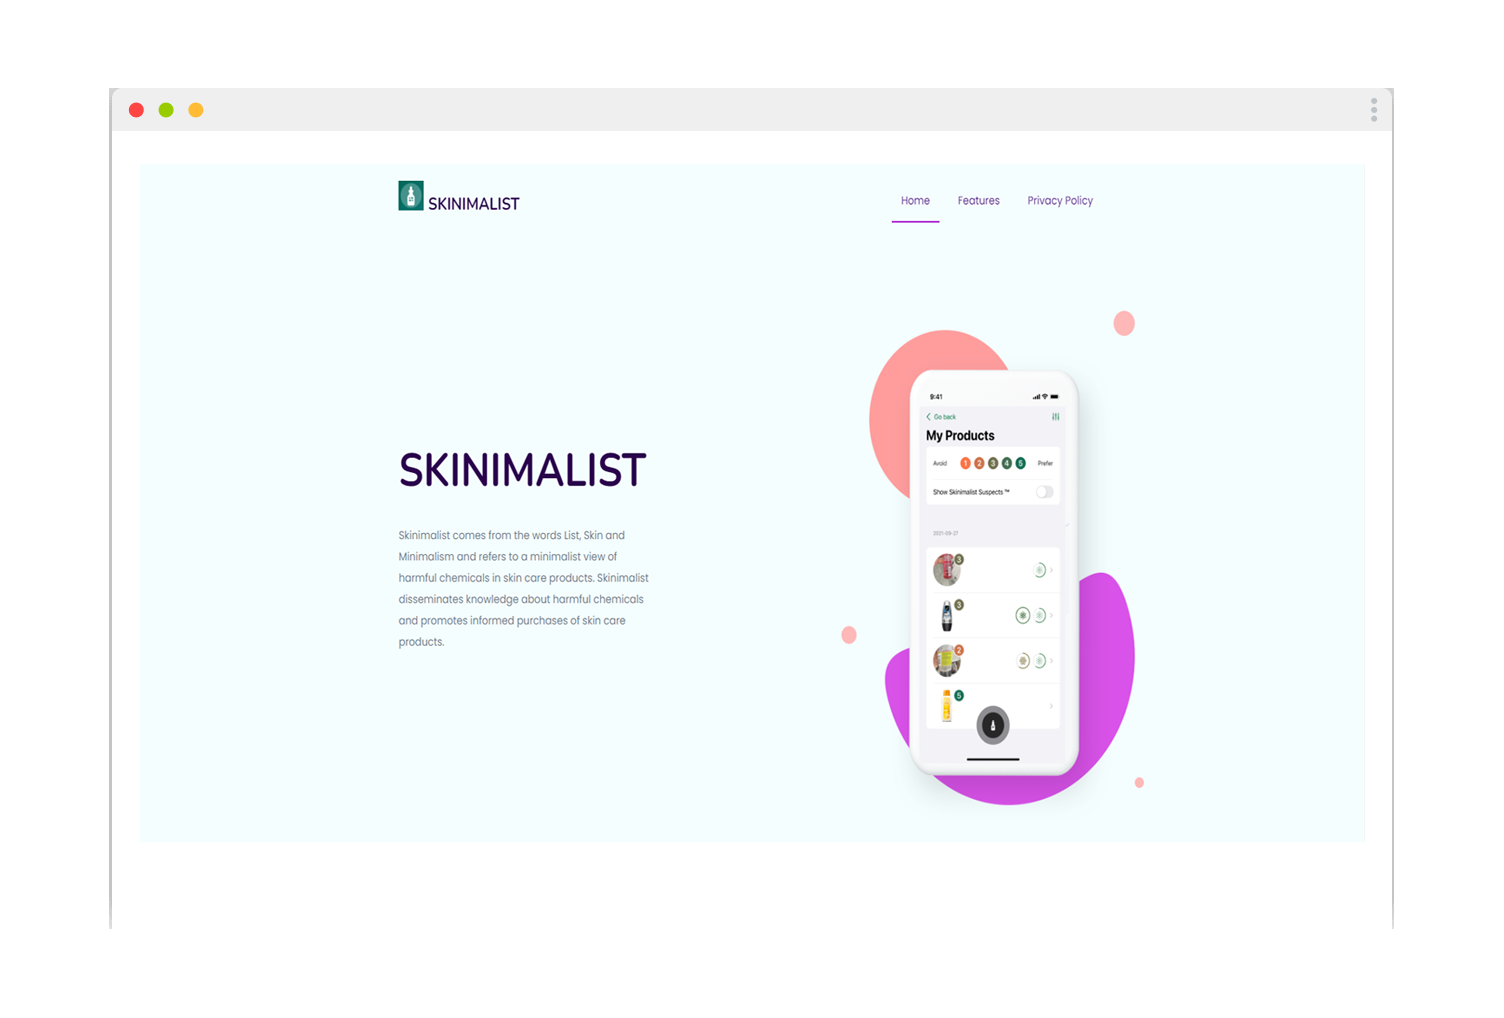 SKINIMALIST
Home Features Privacy Policy
SKINIMALIST
Skinimalist comes from the words List, Skin and
Minimalism and refers to a minimalist view of
harmful chemicals in skin care products. Skinimalist
disseminates knowledge about harmful chemicals
and promotes informed purchases of skin care
products.
9:41
Go back
My Products
Avoid 1 2 3 4 5 Prefer
Show Skinimalist Suspects ™
2021-09-27
3
3
2
5